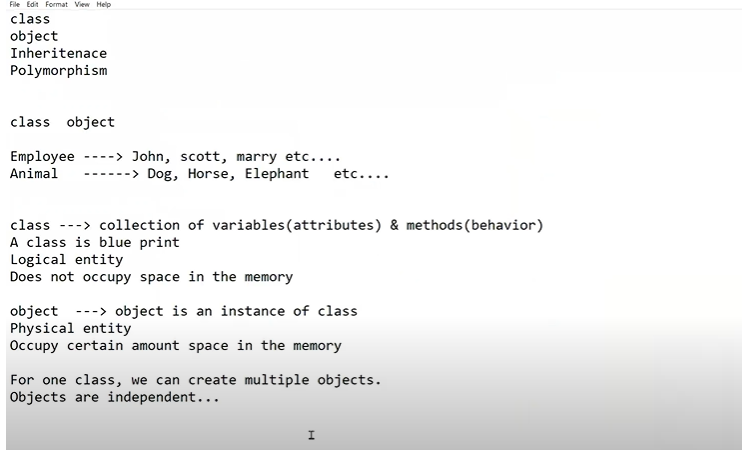 File Edit Format View Help
class
object
Inheritenace
Polymorphism
class object
Employee ----> John, scott, marry etc....
Animal ------> Dog, Horse, Elephant etc....
class ---> collection of variables(attributes) & methods(behavior)
A class is blue print
Logical entity
Does not occupy space in the memory
object ---> object is an instance of class
Physical entity
Occupy certain amount space in the memory
For one class, we can create multiple objects.
Objects are independent...